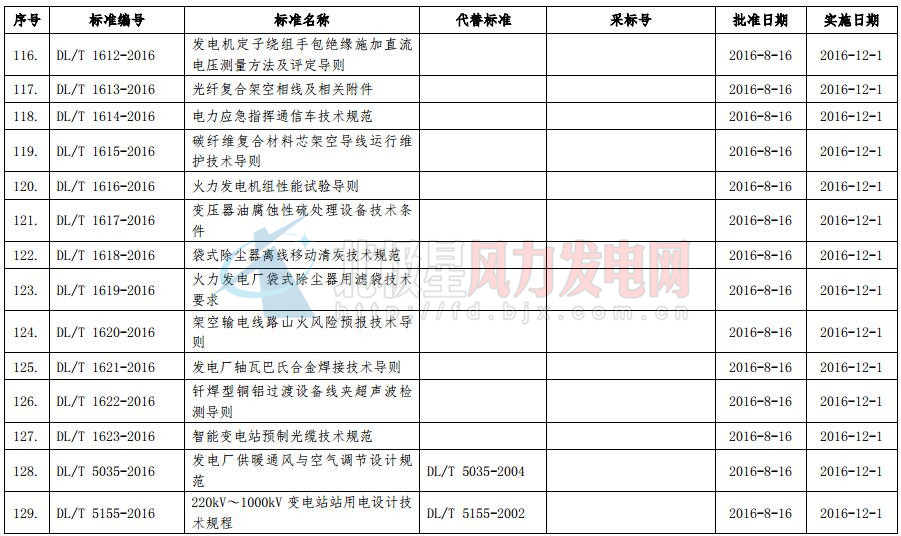 序号 标准编号 标准名称 代替标准 采标号 批准日期 实施日期
116. DL/T 1612-2016 发电机定子绕组手包绝缘施加直流 2016-8-16 2016-12-1
电压测量方法及评定导则
117. DL/T 1613-2016 光纤复合架空相线及相关附件 2016-8-16 2016-12-1
118. DL/T 1614-2016 电力应急指挥通信车技术规范 2016-8-16 2016-12-1
119. DL/T 1615-2016 碳纤维复合材料芯架空导线运行维 2016-8-16 2016-12-1
护技术导则
120. DL/T 1616-2016 火力发电机组性能试验导则 2016-8-16 2016-12-1
121. DL/T 1617-2016 变压器油腐蚀性硫处理设备技术条 2016-8-16 2016-12-1
件
122. DL/T 1618-2016 袋式除尘器离线移动清灰技术规范 2016-8-16 2016-12-1
123. DL/T 1619-2016 火力发电厂袋式除尘器用滤袋技术 2016-8-16 2016-12-1
要求
124. DL/T 1620-2016 架空输电线路山火风险预报技术导 2016-8-16 2016-12-1
则
125. DL/T 1621-2016 发电厂轴瓦巴氏合金焊接技术导则 2016-8-16 2016-12-1
126. DL/T 1622-2016 钎焊型铜铝过渡设备线夹超声波检 2016-8-16 2016-12-1
测导则
127. DL/T 1623-2016 智能变电站预制光缆技术规范 2016-8-16 2016-12-1
128. DL/T 5035-2016 发电厂供暖通风与空气调节设计规 DL/T 5035-2004 2016-8-16 2016-12-1
范
129. DL/T 5155-2016 220kV～1000kV 变电站站用电设计技 DL/T 5155-2002 2016-8-16 2016-12-1
术规程
北极星风力发电网
http://fd.bjx.com.cn